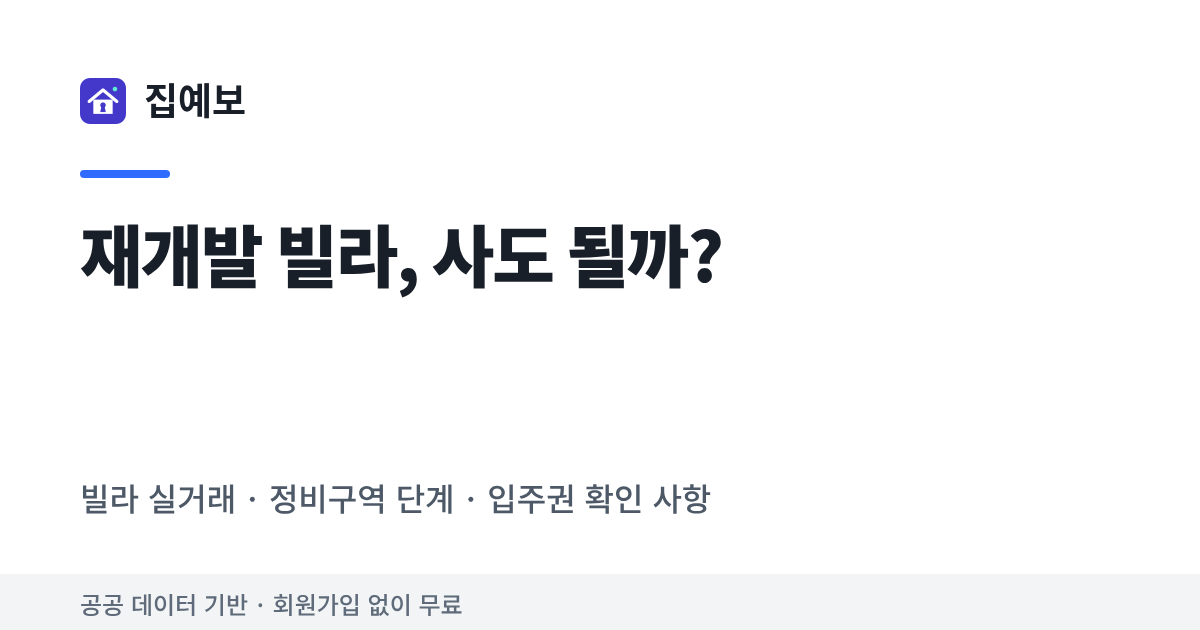 집예보
재개발 빌라, 사도 될까?
빌라 실거래 · 정비구역 단계 · 입주권 확인 사항
공공 데이터 기반 · 회원가입 없이 무료